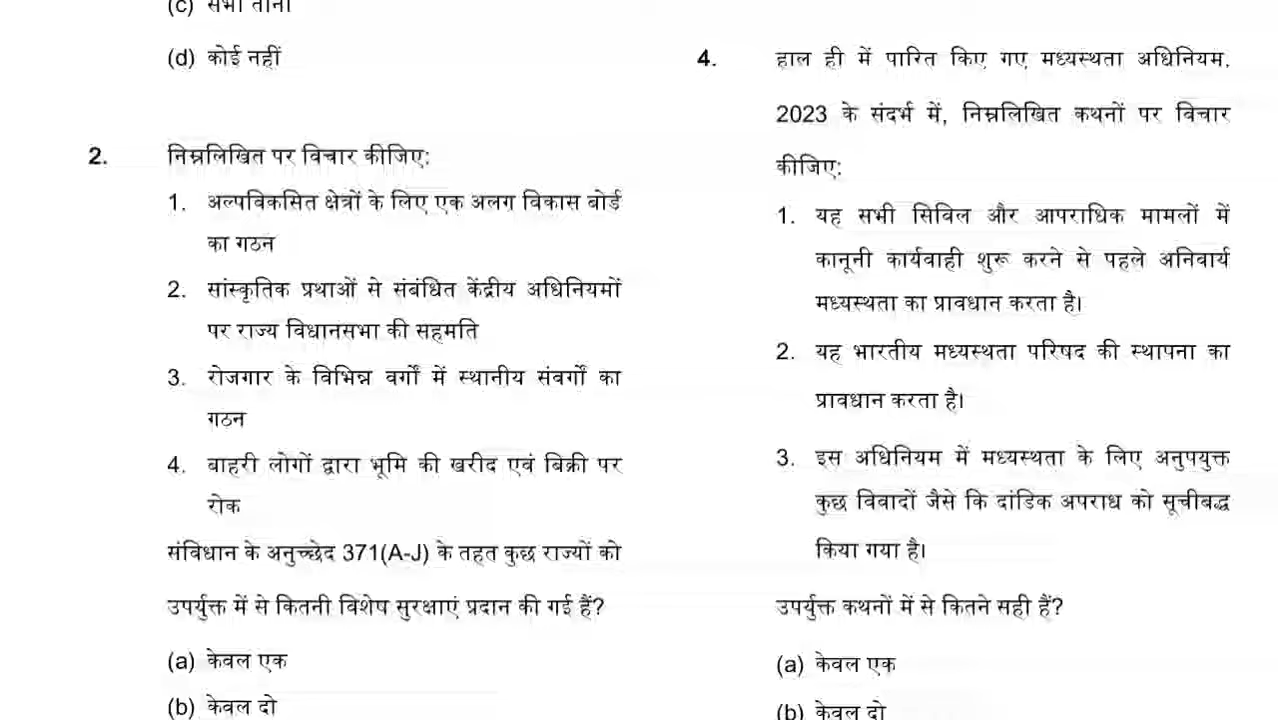 (c) सभी तीनों
(d) कोई नहीं
2. निम्नलिखित पर विचार कीजिए:
1. अल्पविकसित क्षेत्रों के लिए एक अलग विकास बोर्ड
का गठन
2. सांस्कृतिक प्रथाओं से संबंधित केंद्रीय अधिनियमों
पर राज्य विधानसभा की सहमति
3. रोजगार के विभिन्न वर्गों में स्थानीय संवर्गों का
गठन
4. बाहरी लोगों द्वारा भूमि की खरीद एवं बिक्री पर
रोक
संविधान के अनुच्छेद 371(A-J) के तहत कुछ राज्यों को
उपर्युक्त में से कितनी विशेष सुरक्षाएं प्रदान की गई हैं?
(a) केवल एक
(b) केवल दो
4. हाल ही में पारित किए गए मध्यस्थता अधिनियम,
2023 के संदर्भ में, निम्नलिखित कथनों पर विचार
कीजिए:
1. यह सभी सिविल और आपराधिक मामलों में
कानूनी कार्यवाही शुरू करने से पहले अनिवार्य
मध्यस्थता का प्रावधान करता है।
2. यह भारतीय मध्यस्थता परिषद की स्थापना का
प्रावधान करता है।
3. इस अधिनियम में मध्यस्थता के लिए अनुपयुक्त
कुछ विवादों जैसे कि दांडिक अपराध को सूचीबद्ध
किया गया है।
उपर्युक्त कथनों में से कितने सही हैं?
(a) केवल एक
(b) केवल दो